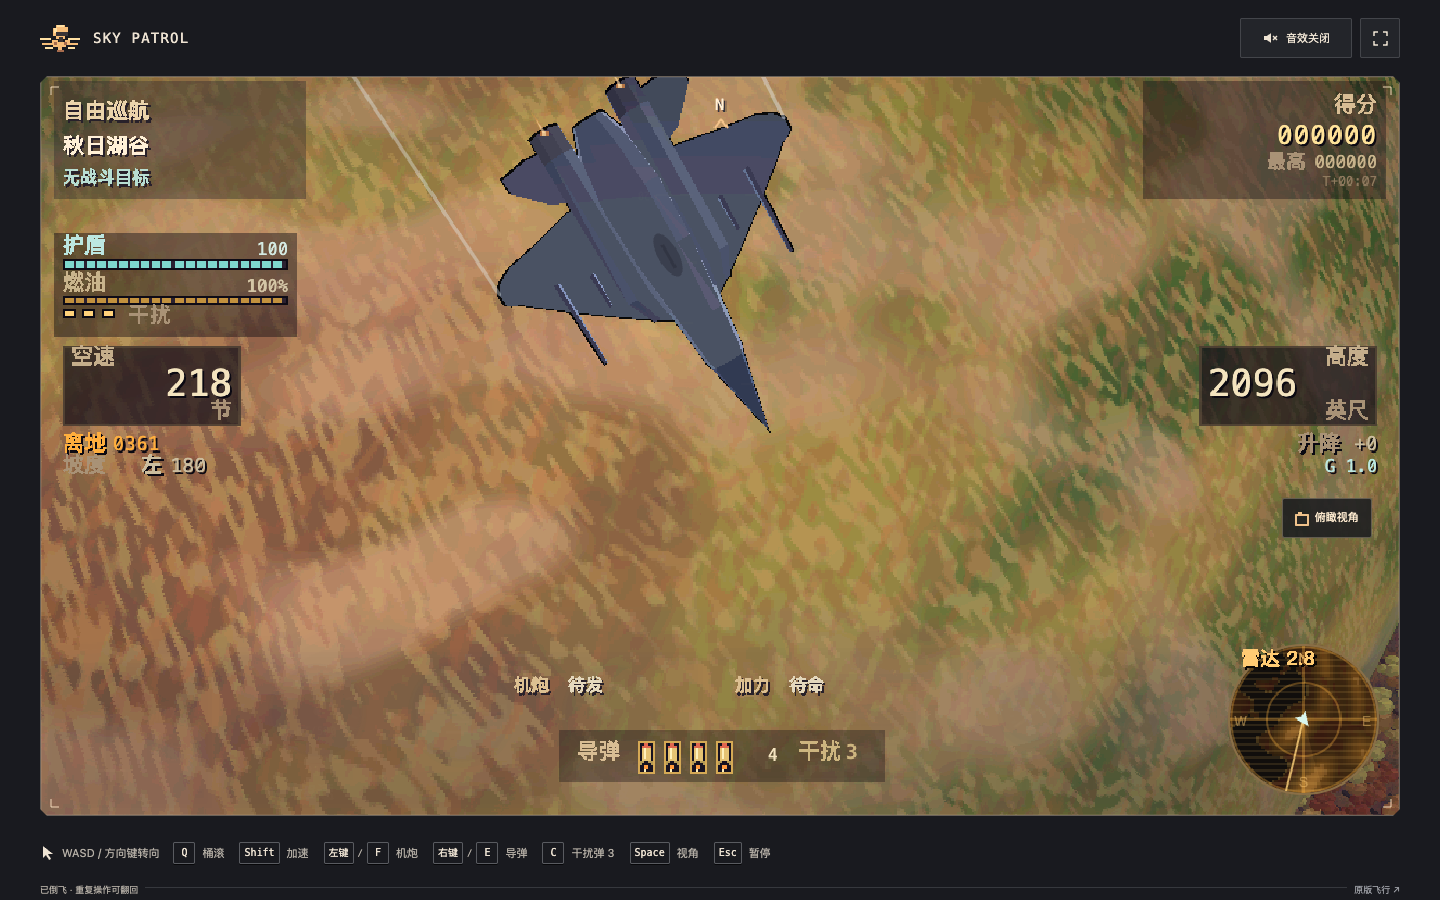 SKY PATROL
音效关闭
自由巡航
秋日湖谷
无战斗目标
N
得分
000000
最高 000000
T+00:07
护盾 100
燃油 100%
干扰
空速
218
节
离地 0361
坡度 左 180
高度
2096
英尺
升降 +0
G 1.0
俯瞰视角
雷达 2.8
W E
S
机炮 待发 加力 待命
导弹 4 干扰 3
WASD / 方向键转向 Q 桶滚 Shift 加速 左键 / F 机炮 右键 / E 导弹 C 干扰弹 3 Space 视角 Esc 暂停
已倒飞 · 重复操作可翻回
原版飞行 ↗